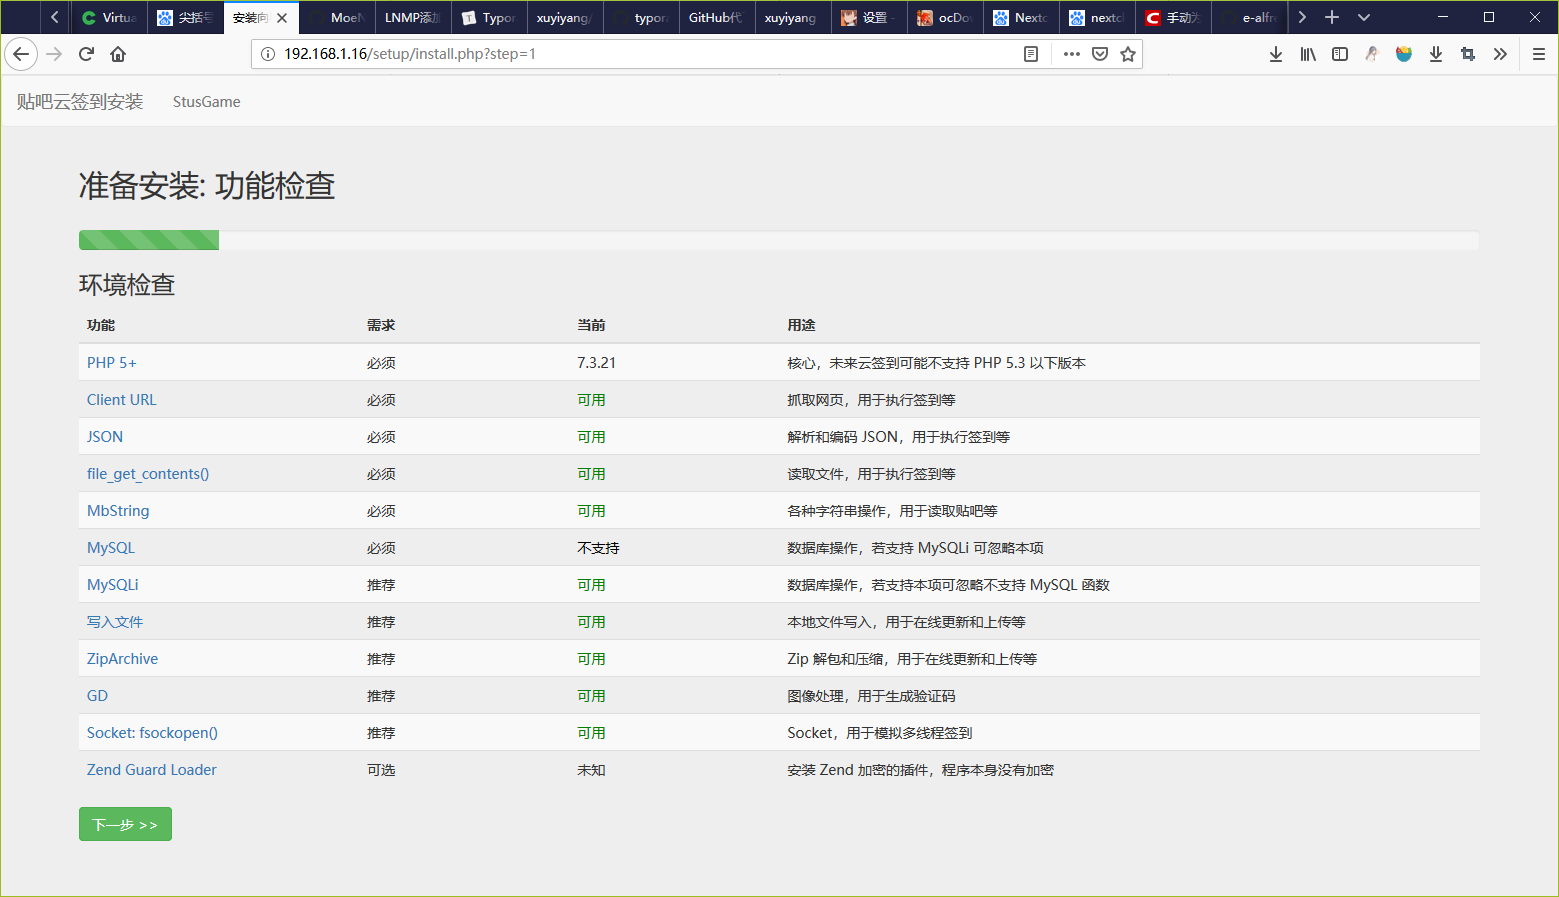 Virtua
尖括号
安装向
MoeN
LNMP添加
Typor
xuyiyang/
typora
GitHub代
xuyiyang
设置 -
ocDow
Nextc
nextcl
手动为
e-alfre
192.168.1.16/setup/install.php?step=1
贴吧云签到安装 StusGame
准备安装: 功能检查
环境检查
功能 需求 当前 用途
PHP 5+ 必须 7.3.21 核心，未来云签到可能不支持 PHP 5.3 以下版本
Client URL 必须 可用 抓取网页，用于执行签到等
JSON 必须 可用 解析和编码 JSON，用于执行签到等
file_get_contents() 必须 可用 读取文件，用于执行签到等
MbString 必须 可用 各种字符串操作，用于读取贴吧等
MySQL 必须 不支持 数据库操作，若支持 MySQLi 可忽略本项
MySQLi 推荐 可用 数据库操作，若支持本项可忽略不支持 MySQL 函数
写入文件 推荐 可用 本地文件写入，用于在线更新和上传等
ZipArchive 推荐 可用 Zip 解包和压缩，用于在线更新和上传等
GD 推荐 可用 图像处理，用于生成验证码
Socket: fsockopen() 推荐 可用 Socket，用于模拟多线程签到
Zend Guard Loader 可选 未知 安装 Zend 加密的插件，程序本身没有加密
下一步 >>